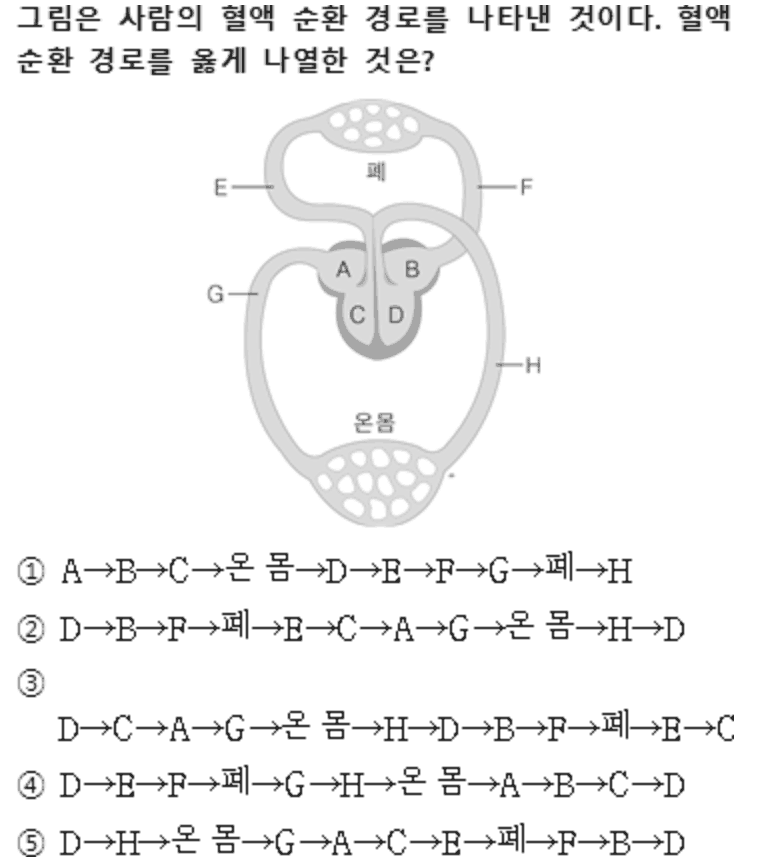 그림은 사람의 혈액 순환 경로를 나타낸 것이다. 혈액
순환 경로를 옳게 나열한 것은?
폐
E
F
A
B
G
C
D
H
온몸
① A→B→C→온 몸→D→E→F→G→폐→H
② D→B→F→폐→E→C→A→G→온 몸→H→D
③
D→C→A→G→온 몸→H→D→B→F→폐→E→C
④ D→E→F→폐→G→H→온 몸→A→B→C→D
⑤ D→H→온 몸→G→A→C→E→폐→F→B→D